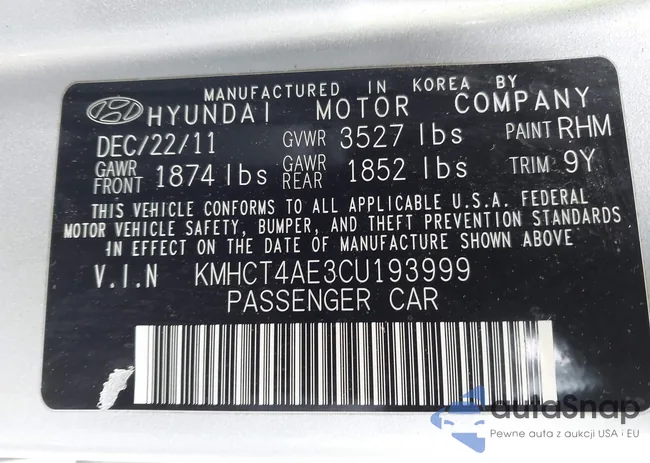 MANUFACTURED IN KOREA BY
HYUNDAI MOTOR COMPANY
DEC/22/11 GVWR 3527 lbs PAINT RHM
GAWR FRONT 1874 lbs GAWR REAR 1852 lbs TRIM 9Y
THIS VEHICLE CONFORMS TO ALL APPLICABLE U.S.A. FEDERAL
MOTOR VEHICLE SAFETY, BUMPER, AND THEFT PREVENTION STANDARDS
IN EFFECT ON THE DATE OF MANUFACTURE SHOWN ABOVE
V.I.N KMHCT4AE3CU193999
PASSENGER CAR
autoSnap
Pewne auta z aukcji USA i EU